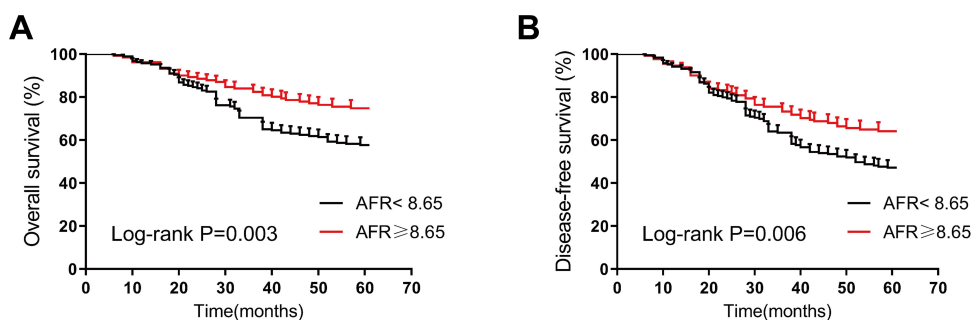 A
Overall survival (%)
100
80
60
40
20
0
AFR< 8.65
AFR≥8.65
Log-rank P=0.003
0 10 20 30 40 50 60 70
Time(months)
B
Disease-free survival (%)
100
80
60
40
20
0
AFR< 8.65
AFR≥8.65
Log-rank P=0.006
0 10 20 30 40 50 60 70
Time(months)